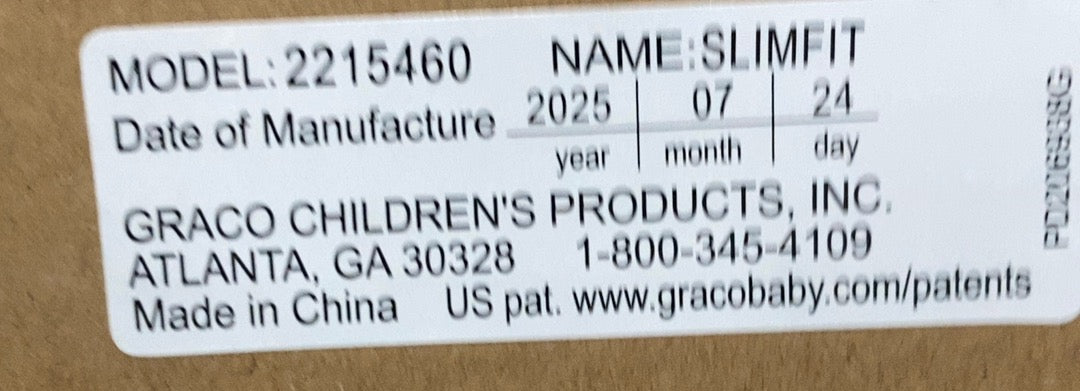 MODEL: 2215460 NAME:SLIMFIT
Date of Manufacture 2025 07 24
year month day
GRACO CHILDREN'S PRODUCTS, INC.
ATLANTA, GA 30328 1-800-345-4109
Made in China US pat. www.gracobaby.com/patents
PD206938G